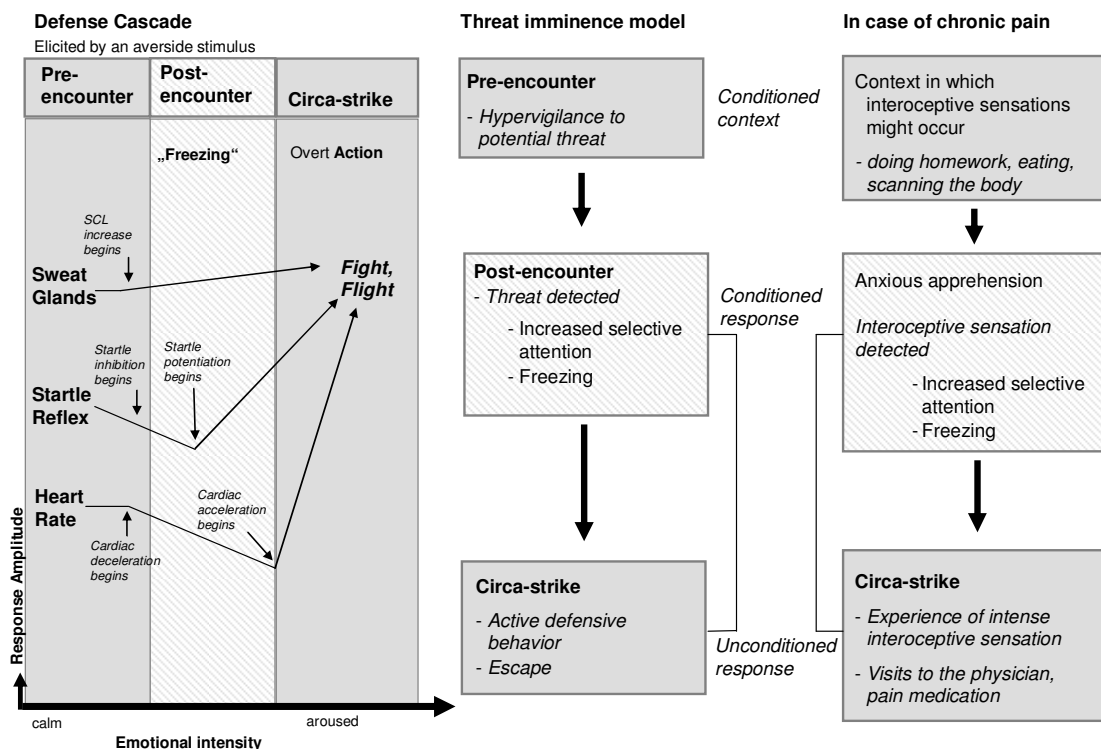 Defense Cascade
Elicited by an averside stimulus
Pre-
encounter
Post-
encounter
Circa-strike
„Freezing“
Overt Action
SCL
increase
begins
Sweat
Glands
Fight,
Flight
Startle
inhibition
begins
Startle
potentiation
begins
Startle
Reflex
Heart
Rate
Cardiac
acceleration
begins
Cardiac
deceleration
begins
Response Amplitude
calm
aroused
Emotional intensity
Threat imminence model
Pre-encounter
- Hypervigilance to
potential threat
Conditioned
context
Post-encounter
- Threat detected
- Increased selective
attention
- Freezing
Conditioned
response
Circa-strike
- Active defensive
behavior
- Escape
Unconditioned
response
In case of chronic pain
Context in which
interoceptive sensations
might occur
- doing homework, eating,
scanning the body
Anxious apprehension
Interoceptive sensation
detected
- Increased selective
attention
- Freezing
Circa-strike
- Experience of intense
interoceptive sensation
- Visits to the physician,
pain medication